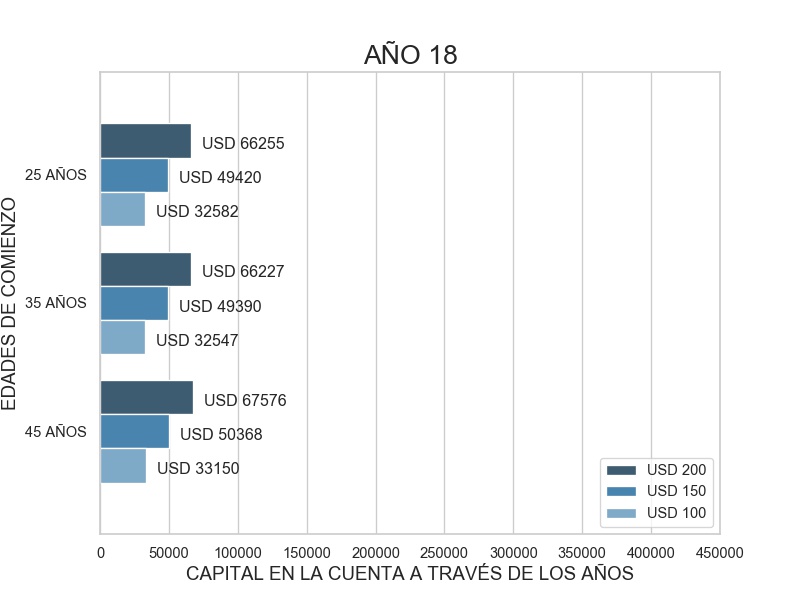 AÑO 18
EDADES DE COMIENZO
25 AÑOS
USD 66255
USD 49420
USD 32582
35 AÑOS
USD 66227
USD 49390
USD 32547
45 AÑOS
USD 67576
USD 50368
USD 33150
USD 200
USD 150
USD 100
0 50000 100000 150000 200000 250000 300000 350000 400000 450000
CAPITAL EN LA CUENTA A TRAVÉS DE LOS AÑOS